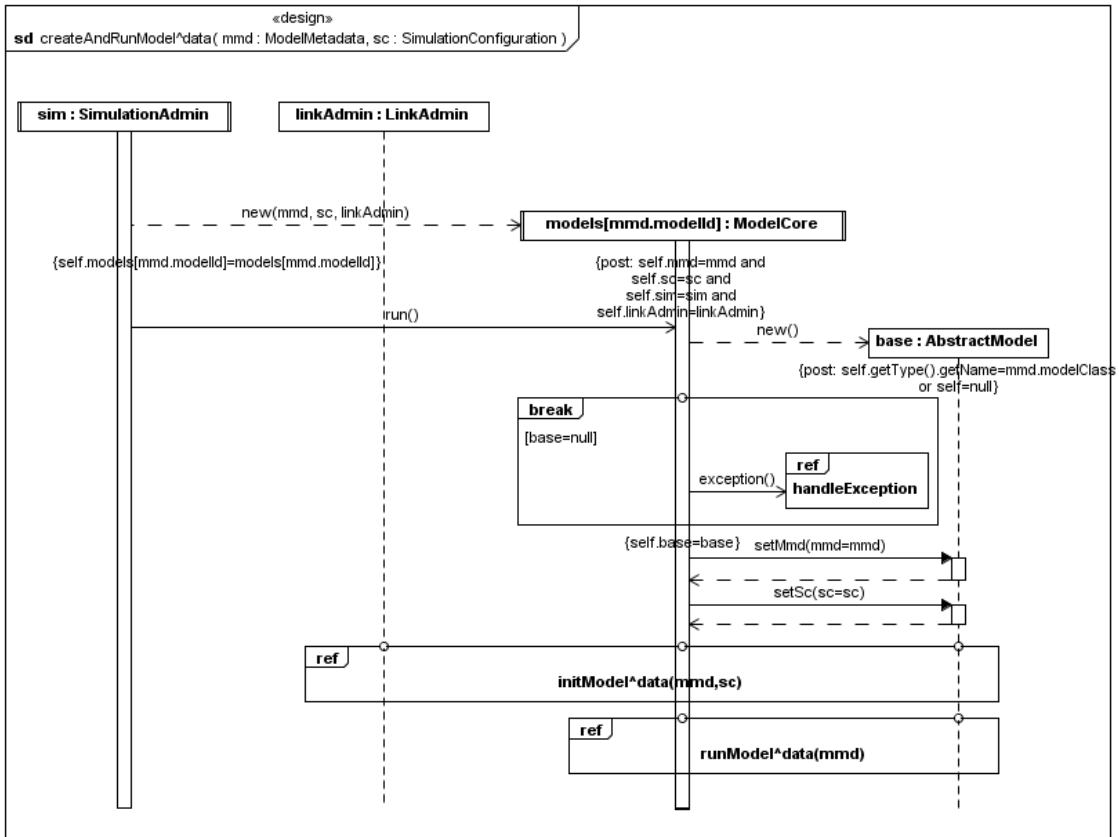 «design»
sd createAndRunModel^data( mmd : ModelMetadata, sc : SimulationConfiguration )
sim : SimulationAdmin
linkAdmin : LinkAdmin
new(mmd, sc, linkAdmin)
models[mmd.modelId] : ModelCore
{self.models[mmd.modelId]=models[mmd.modelId]}
{post: self.mmd=mmd and
self.sc=sc and
self.sim=sim and
self.linkAdmin=linkAdmin}
run()
new()
base : AbstractModel
{post: self.getType().getName=mmd.modelClass
or self=null}
break
[base=null]
ref
exception()
handleException
{self.base=base}
setMmd(mmd=mmd)
setSc(sc=sc)
ref
initModel^data(mmd,sc)
ref
runModel^data(mmd)